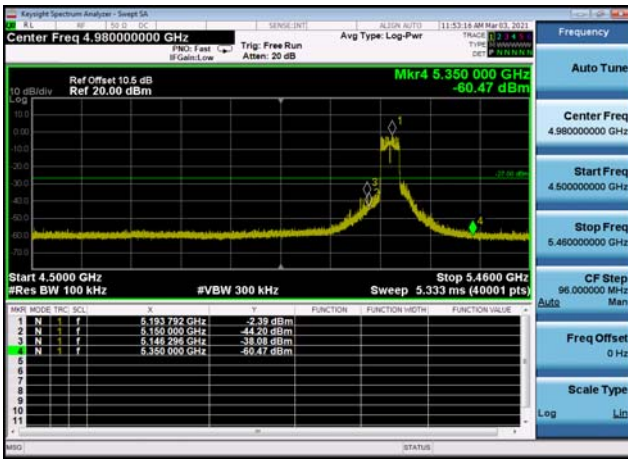 Keysight Spectrum Analyzer - Swept SA
RL RF 50 Ω DC SENSE:INT ALIGN AUTO 11:53:16 AM Mar 03, 2021
Center Freq 4.980000000 GHz
PNO: Fast
IFGain:Low
Trig: Free Run
Atten: 20 dB
Avg Type: Log-Pwr
TRACE 1 2 3 4 5 6
TYPE
DET P N N N N N
Ref Offset 10.5 dB
10 dB/div Ref 20.00 dBm
Mkr4 5.350 000 GHz
-60.47 dBm
Log
10.0
0.00
-10.0
-20.0
-30.0
-40.0
-50.0
-60.0
-70.0
1
3
2
4
-27.00 dBm
Start 4.5000 GHz
Stop 5.4600 GHz
#Res BW 100 kHz
#VBW 300 kHz
Sweep 5.333 ms (40001 pts)
MKR MODE TRC SCL X Y FUNCTION FUNCTION WIDTH FUNCTION VALUE
1 N 1 f 5.193 792 GHz -2.39 dBm
2 N 1 f 5.150 000 GHz -44.20 dBm
3 N 1 f 5.146 296 GHz -38.08 dBm
4 N 1 f 5.350 000 GHz -60.47 dBm
5
6
7
8
9
10
11
MSG
STATUS
Frequency
Auto Tune
Center Freq
4.980000000 GHz
Start Freq
4.500000000 GHz
Stop Freq
5.460000000 GHz
CF Step
96.000000 MHz
Auto Man
Freq Offset
0 Hz
Scale Type
Log Lin